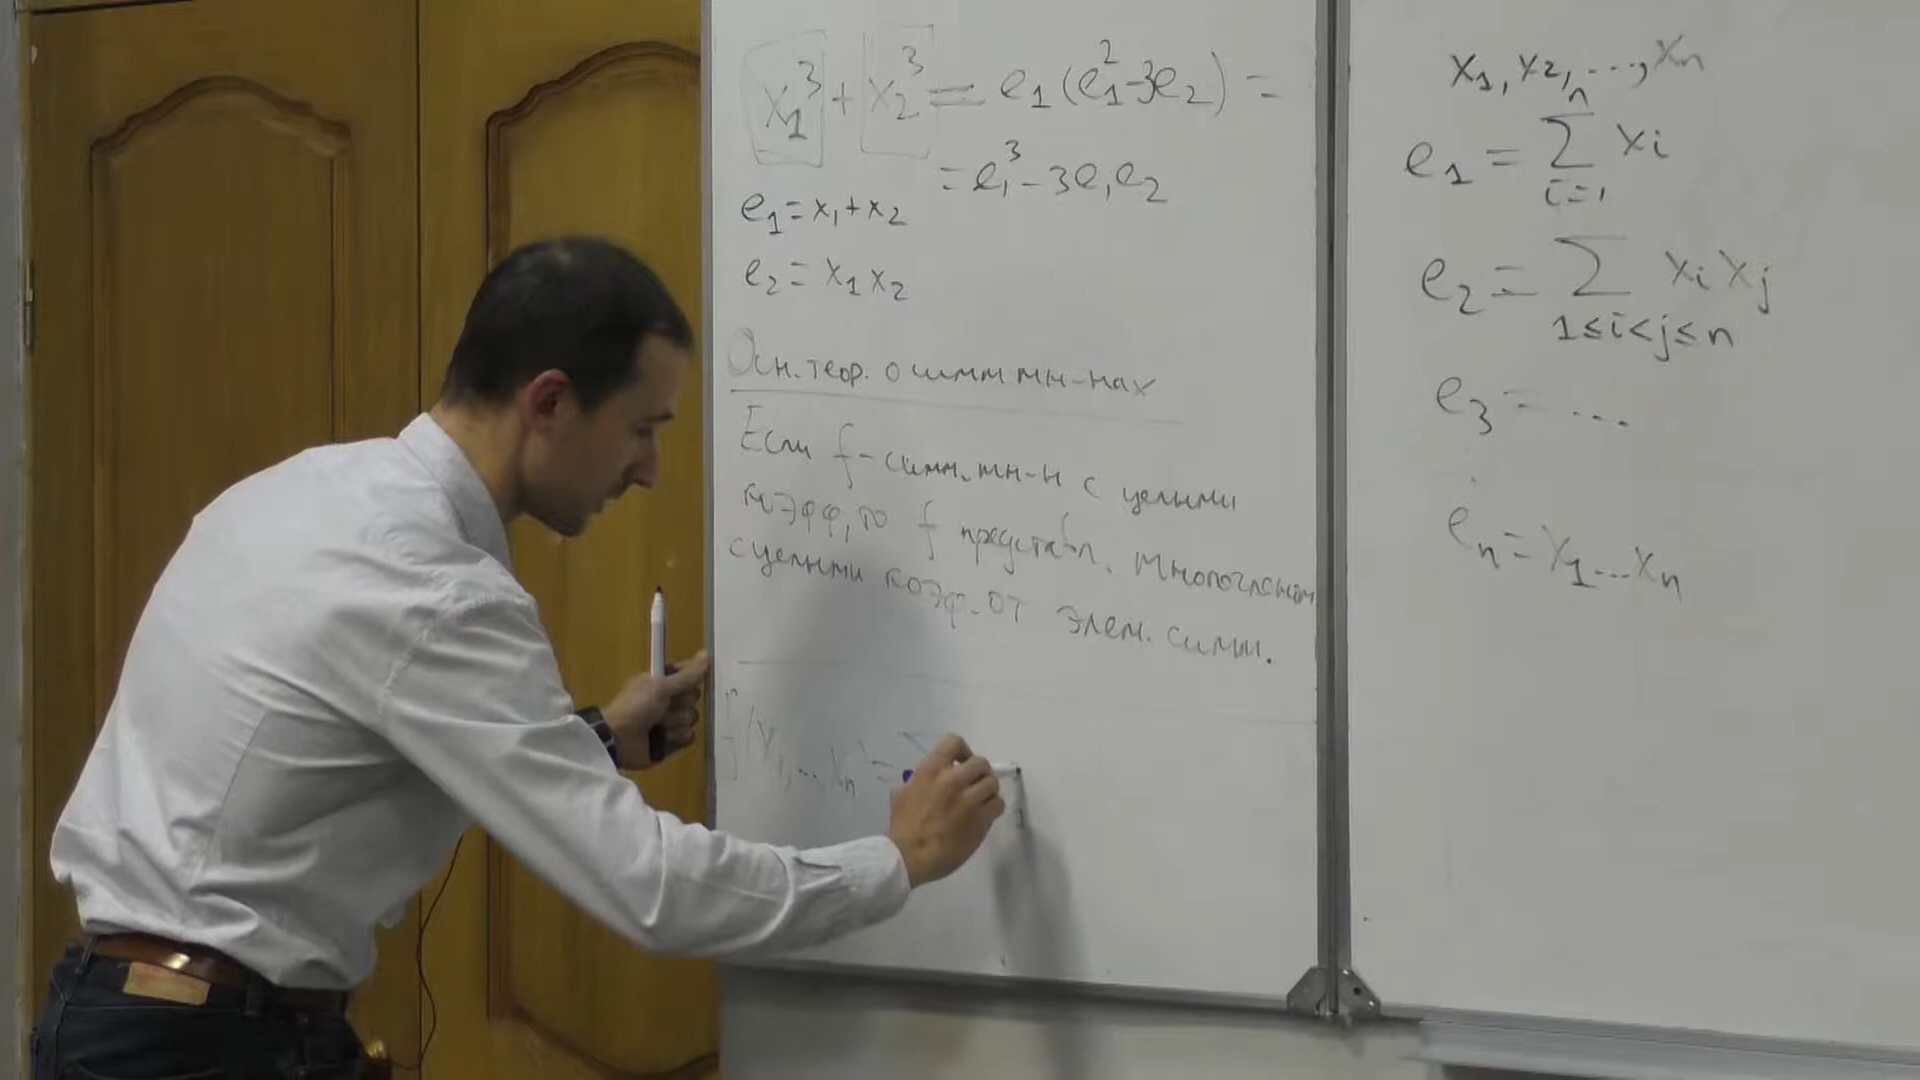 x₁³ + x₂³ = e₁(e₁² - 3e₂) =
= e₁³ - 3e₁e₂
e₁ = x₁ + x₂
e₂ = x₁x₂
Осн. теор. о симм мн-нах
Если f - симм. мн-н с целыми
коэфф, то f представл. многочленом
с целыми коэф. от элем. симм.
f(x₁,...xₙ) =
x₁, x₂, ..., xₙ
n
e₁ = ∑ xᵢ
i=1
e₂ = ∑ xᵢxⱼ
1≤i<j≤n
e₃ = ...
eₙ = x₁...xₙ